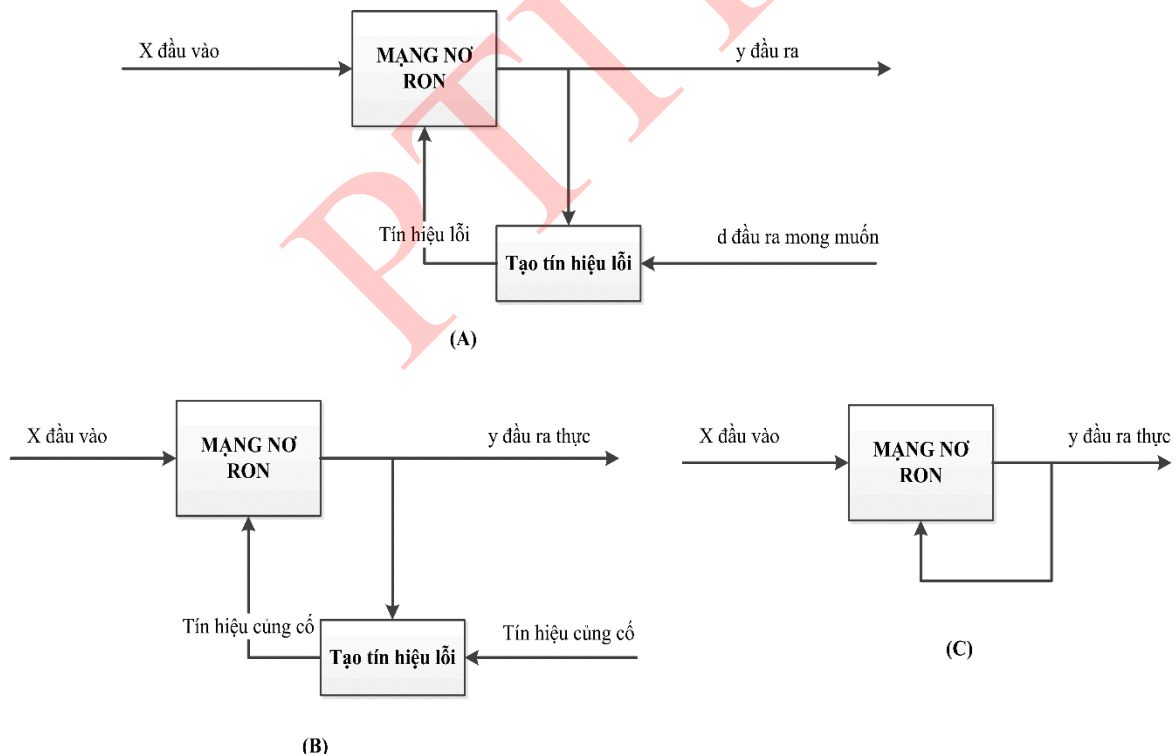 X đầu vào
MẠNG NƠ
RON
y đầu ra
Tín hiệu lỗi
Tạo tín hiệu lỗi
d đầu ra mong muốn
(A)
X đầu vào
MẠNG NƠ
RON
y đầu ra thực
Tín hiệu củng cố
Tạo tín hiệu lỗi
Tín hiệu củng cố
(B)
X đầu vào
MẠNG NƠ
RON
y đầu ra thực
(C)
PTIT